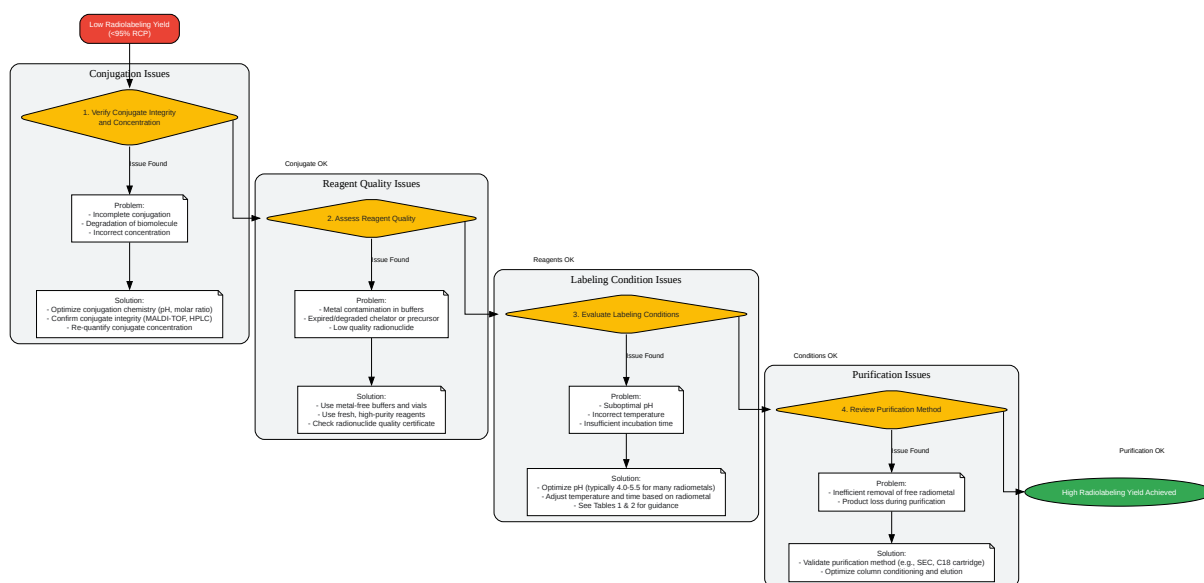 Low Radiolabeling Yield
(<95% RCP)
Conjugation Issues
1. Verify Conjugate Integrity
and Concentration
Issue Found
Problem:
- Incomplete conjugation
- Degradation of biomolecule
- Incorrect concentration
Solution:
- Optimize conjugation chemistry (pH, molar ratio)
- Confirm conjugate integrity (MALDI-TOF, HPLC)
- Re-quantify conjugate concentration
Conjugate OK
Reagent Quality Issues
2. Assess Reagent Quality
Issue Found
Problem:
- Metal contamination in buffers
- Expired/degraded chelator or precursor
- Low quality radionuclide
Solution:
- Use metal-free buffers and vials
- Use fresh, high-purity reagents
- Check radionuclide quality certificate
Reagents OK
Labeling Condition Issues
3. Evaluate Labeling Conditions
Issue Found
Problem:
- Suboptimal pH
- Incorrect temperature
- Insufficient incubation time
Solution:
- Optimize pH (typically 4.0-5.5 for many radiometals)
- Adjust temperature and time based on radiometal
- See Tables 1 & 2 for guidance
Conditions OK
Purification Issues
4. Review Purification Method
Issue Found
Problem:
- Inefficient removal of free radiometal
- Product loss during purification
Solution:
- Validate purification method (e.g., SEC, C18 cartridge)
- Optimize column conditioning and elution
Purification OK
High Radiolabeling Yield Achieved